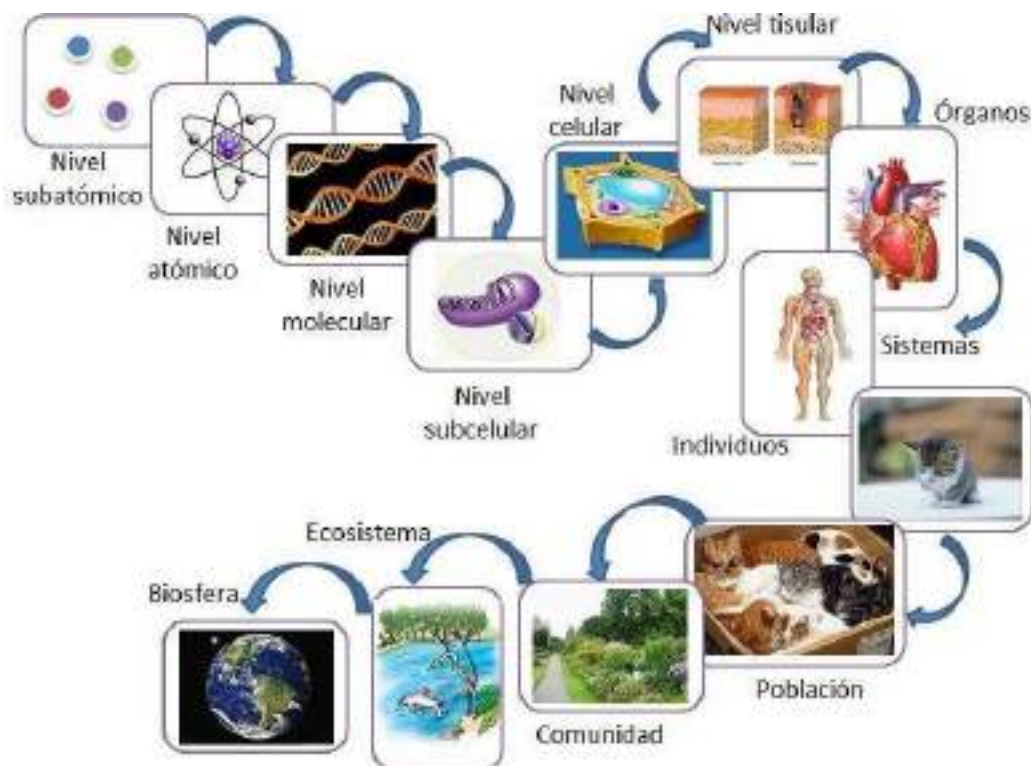 Nivel
subatómico
Nivel
atómico
Nivel
molecular
Nivel
subcelular
Nivel
celular
Nivel tisular
Órganos
Sistemas
Individuos
Población
Comunidad
Ecosistema
Biosfera